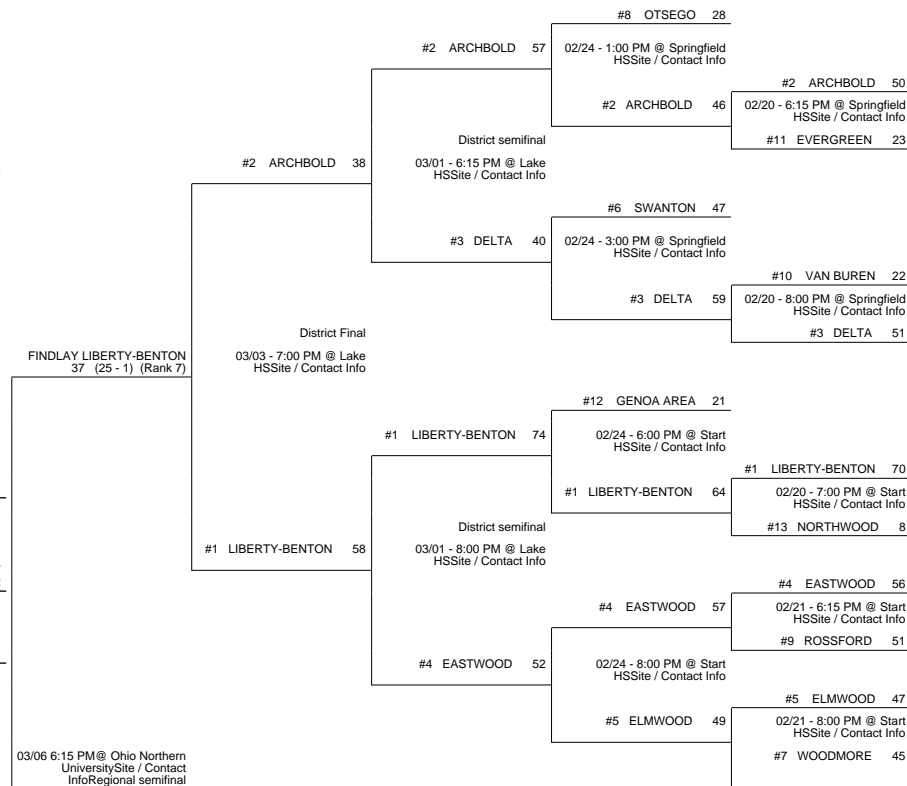 #8 OTSEGO 28
#2 ARCHBOLD 57
02/24 - 1:00 PM @ Springfield
HSSite / Contact Info
#2 ARCHBOLD 50
#2 ARCHBOLD 46
02/20 - 6:15 PM @ Springfield
HSSite / Contact Info
#11 EVERGREEN 23
District semifinal
#2 ARCHBOLD 38
03/01 - 6:15 PM @ Lake
HSSite / Contact Info
#6 SWANTON 47
#3 DELTA 40
02/24 - 3:00 PM @ Springfield
HSSite / Contact Info
#10 VAN BUREN 22
#3 DELTA 59
02/20 - 8:00 PM @ Springfield
HSSite / Contact Info
#3 DELTA 51
District Final
FINDLAY LIBERTY-BENTON
37 (25 - 1) (Rank 7)
03/03 - 7:00 PM @ Lake
HSSite / Contact Info
#12 GENOA AREA 21
#1 LIBERTY-BENTON 74
02/24 - 6:00 PM @ Start
HSSite / Contact Info
#1 LIBERTY-BENTON 70
#1 LIBERTY-BENTON 64
02/20 - 7:00 PM @ Start
HSSite / Contact Info
#13 NORTHWOOD 8
District semifinal
#1 LIBERTY-BENTON 58
03/01 - 8:00 PM @ Lake
HSSite / Contact Info
#4 EASTWOOD 56
#4 EASTWOOD 57
02/21 - 6:15 PM @ Start
HSSite / Contact Info
#9 ROSSFORD 51
#4 EASTWOOD 52
02/24 - 8:00 PM @ Start
HSSite / Contact Info
#5 ELMWOOD 47
#5 ELMWOOD 49
02/21 - 8:00 PM @ Start
HSSite / Contact Info
#7 WOODMORE 45
03/06 6:15 PM@ Ohio Northern
UniversitySite / Contact
InfoRegional semifinal